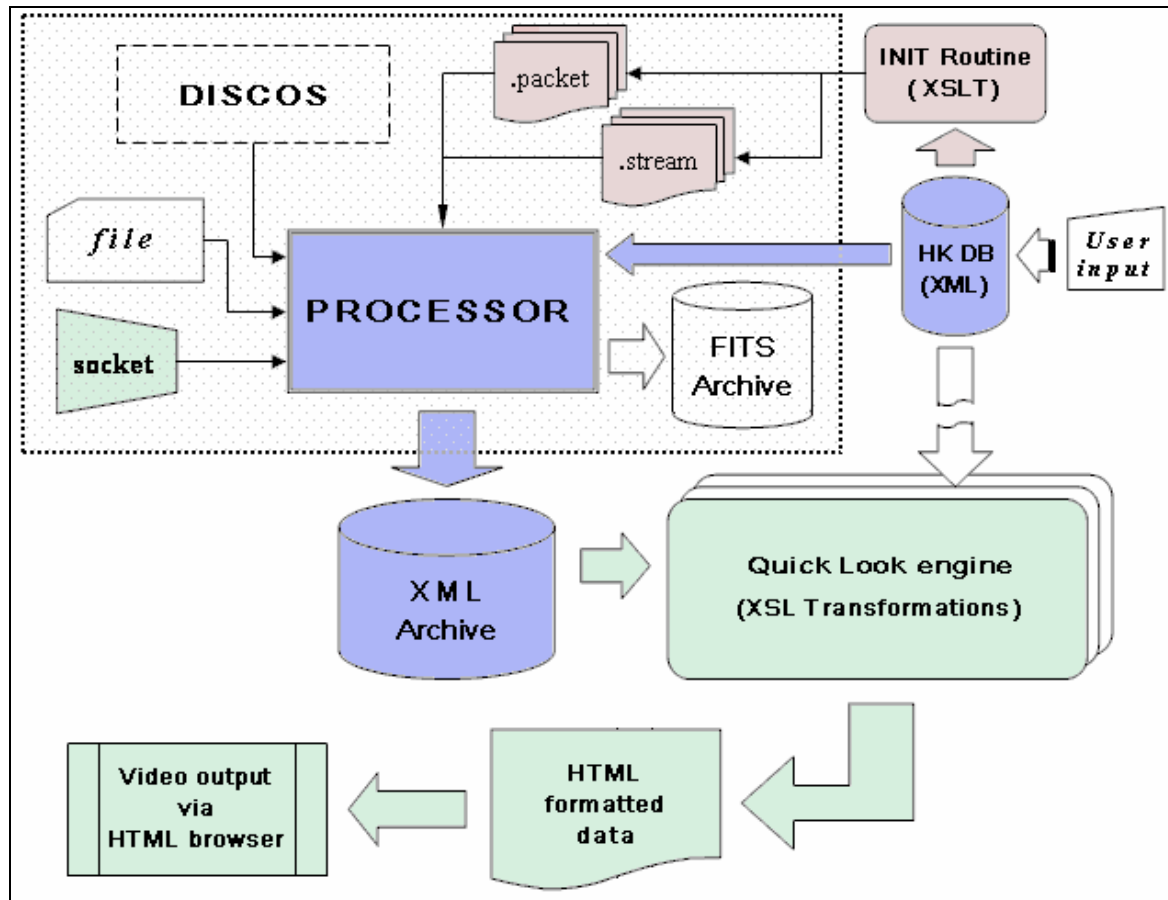 DISCOS
.packet
INIT Routine
(XSLT)
.stream
file
HK DB
(XML)
User
input
PROCESSOR
socket
FITS
Archive
XML
Archive
Quick Look engine
(XSL Transformations)
Video output
via
HTML browser
HTML
formatted
data